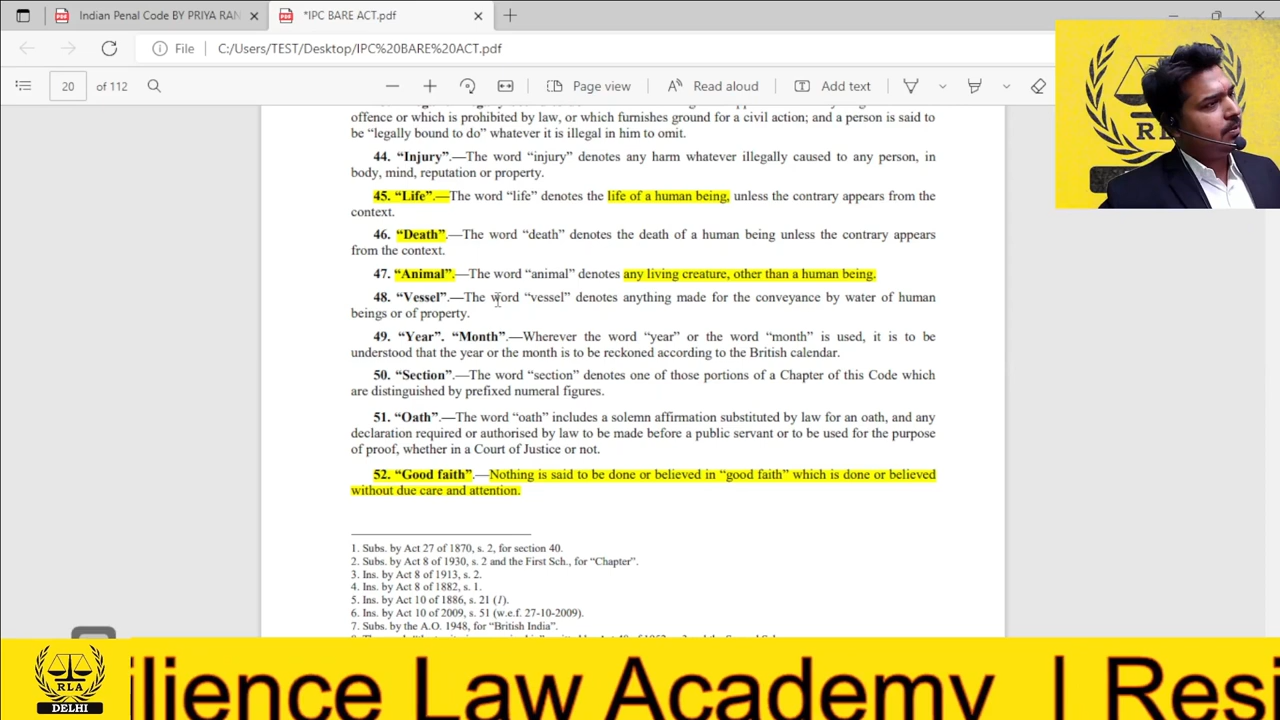 Indian Penal Code BY PRIYA RAN
*IPC BARE ACT.pdf
File
C:/Users/TEST/Desktop/IPC%20BARE%20ACT.pdf
20 of 112
Page view
Read aloud
Add text
offence or which is prohibited by law, or which furnishes ground for a civil action; and a person is said to
be “legally bound to do” whatever it is illegal in him to omit.
44. “Injury”.—The word “injury” denotes any harm whatever illegally caused to any person, in
body, mind, reputation or property.
45. “Life”.—The word “life” denotes the life of a human being, unless the contrary appears from the
context.
46. “Death”.—The word “death” denotes the death of a human being unless the contrary appears
from the context.
47. “Animal”.—The word “animal” denotes any living creature, other than a human being.
48. “Vessel”.—The word “vessel” denotes anything made for the conveyance by water of human
beings or of property.
49. “Year”. “Month”.—Wherever the word “year” or the word “month” is used, it is to be
understood that the year or the month is to be reckoned according to the British calendar.
50. “Section”.—The word “section” denotes one of those portions of a Chapter of this Code which
are distinguished by prefixed numeral figures.
51. “Oath”.—The word “oath” includes a solemn affirmation substituted by law for an oath, and any
declaration required or authorised by law to be made before a public servant or to be used for the purpose
of proof, whether in a Court of Justice or not.
52. “Good faith”.—Nothing is said to be done or believed in “good faith” which is done or believed
without due care and attention.
1. Subs. by Act 27 of 1870, s. 2, for section 40.
2. Subs. by Act 8 of 1930, s. 2 and the First Sch., for “Chapter”.
3. Ins. by Act 8 of 1913, s. 2.
4. Ins. by Act 8 of 1882, s. 1.
5. Ins. by Act 10 of 1886, s. 21 (1).
6. Ins. by Act 10 of 2009, s. 51 (w.e.f. 27-10-2009).
7. Subs. by the A.O. 1948, for “British India”.
RLA
DELHI
ilience Law Academy | Resi